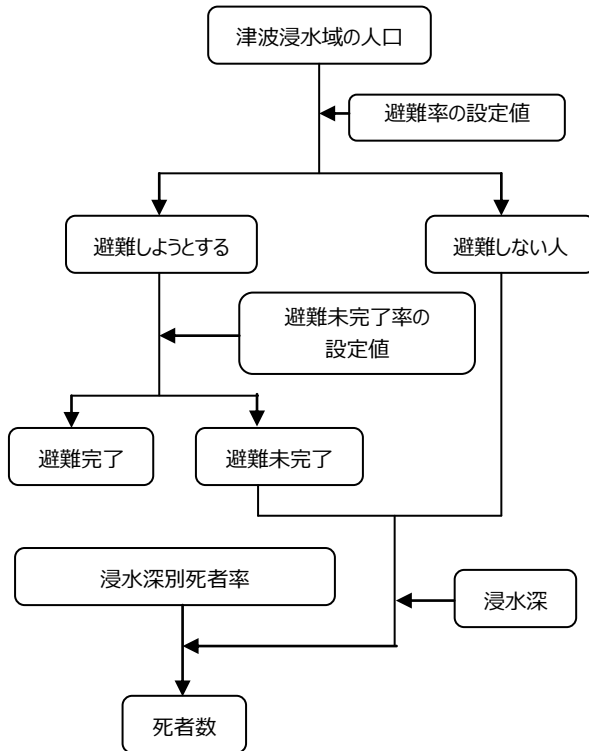 津波浸水域の人口
避難率の設定値
避難しようとする
避難しない人
避難未完了率の
設定値
避難完了
避難未完了
浸水深別死者率
浸水深
死者数